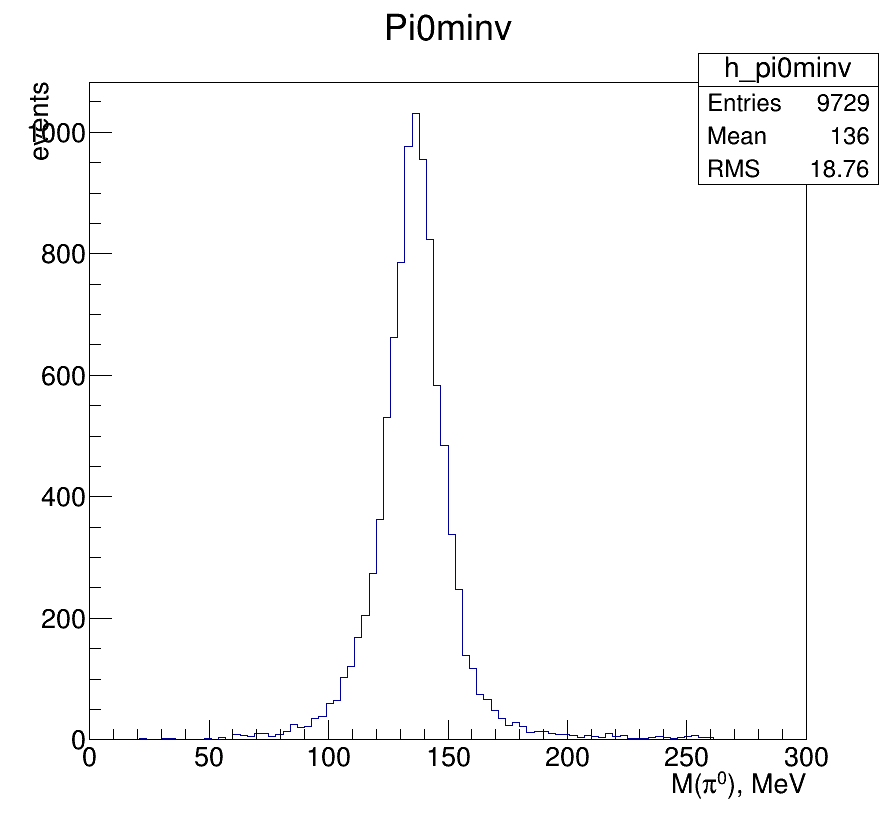 Pi0minv
h_pi0minv
Entries 9729
Mean 136
RMS 18.76
events
1000
800
600
400
200
0
0 50 100 150 200 250 300
M(π⁰), MeV